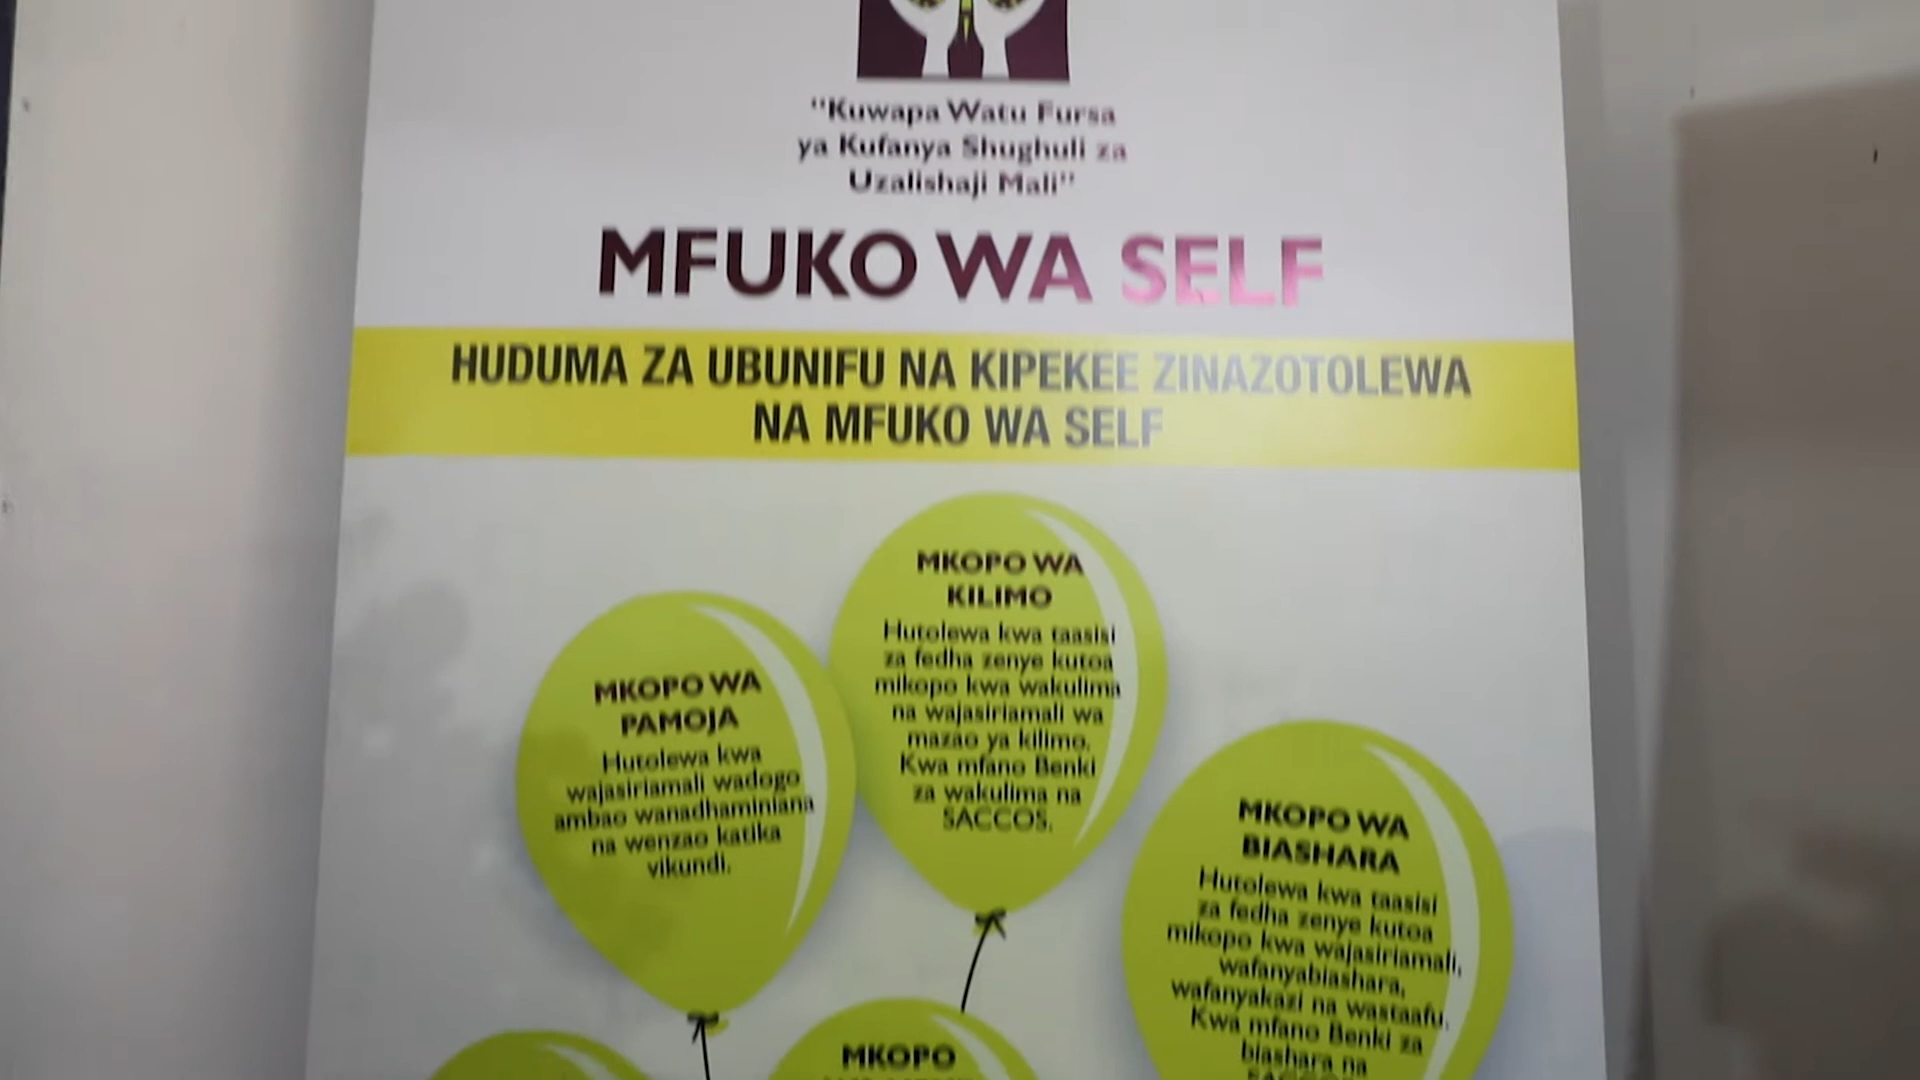 "Kuwapa Watu Fursa
ya Kufanya Shughuli za
Uzalishaji Mali"
MFUKO WA SELF
HUDUMA ZA UBUNIFU NA KIPEKEE ZINAZOTOLEWA
NA MFUKO WA SELF
MKOPO WA
PAMOJA
Hutolewa kwa
wajasiriamali wadogo
ambao wanadhaminiana
na wenzao katika
vikundi.
MKOPO WA
KILIMO
Hutolewa kwa taasisi
za fedha zenye kutoa
mikopo kwa wakulima
na wajasiriamali wa
mazao ya kilimo.
Kwa mfano Benki
za wakulima na
SACCOS.
MKOPO WA
BIASHARA
Hutolewa kwa taasisi
za fedha zenye kutoa
mikopo kwa wajasiriamali,
wafanyabiashara,
wafanyakazi na wastaafu.
Kwa mfano Benki za
biashara na
MKOPO